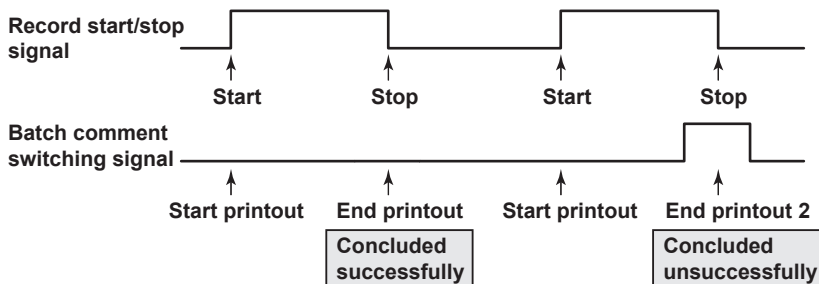 Record start/stop
signal
Start
Stop
Start
Stop
Batch comment
switching signal
Start printout
End printout
Start printout
End printout 2
Concluded
successfully
Concluded
unsuccessfully